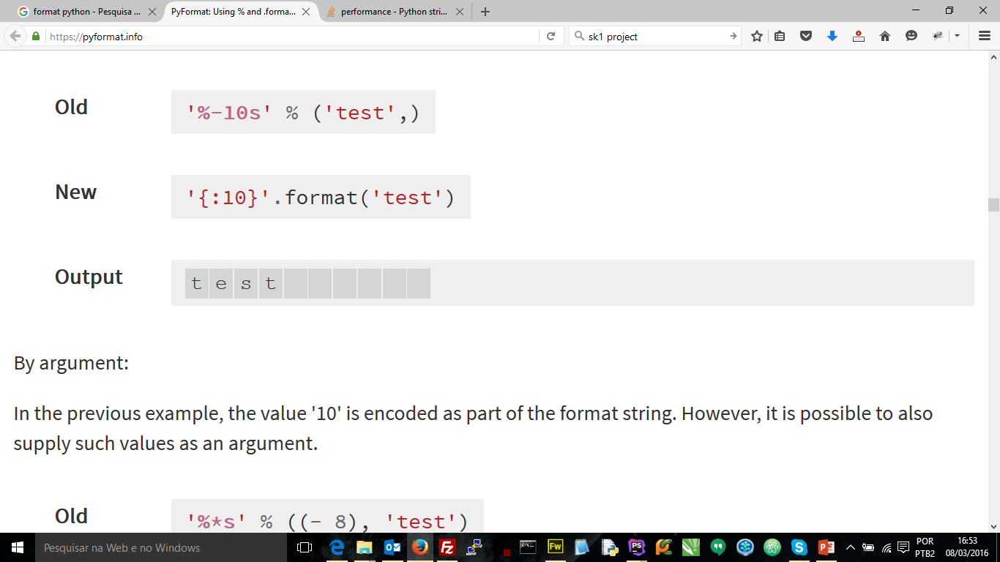 format python - Pesquisa ...
PyFormat: Using % and .forma...
performance - Python stri...
https://pyformat.info
sk1 project
Old
'%-10s' % ('test',)
New
'{:10}'.format('test')
Output
test
By argument:
In the previous example, the value '10' is encoded as part of the format string. However, it is possible to also
supply such values as an argument.
Old
'%*s' % ((- 8), 'test')
Pesquisar na Web e no Windows
Fz
Fw
PS
POR
PTB2
16:53
08/03/2016